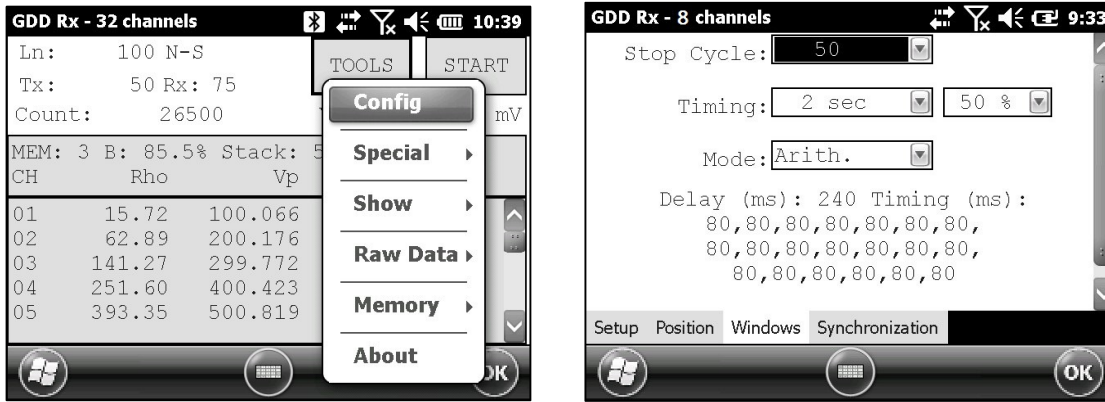 GDD Rx - 32 channels 10:39
Ln: 100 N-S
TOOLS START
Tx: 50 Rx: 75
Count: 26500 mV
MEM: 3 B: 85.5% Stack: 5
CH Rho Vp
01 15.72 100.066
02 62.89 200.176
03 141.27 299.772
04 251.60 400.423
05 393.35 500.819
Config
Special
Show
Raw Data
Memory
About
GDD Rx - 8 channels 9:33
Stop Cycle: 50
Timing: 2 sec 50 %
Mode: Arith.
Delay (ms): 240 Timing (ms):
80,80,80,80,80,80,80,
80,80,80,80,80,80,80,
80,80,80,80,80,80
Setup Position Windows Synchronization
OK